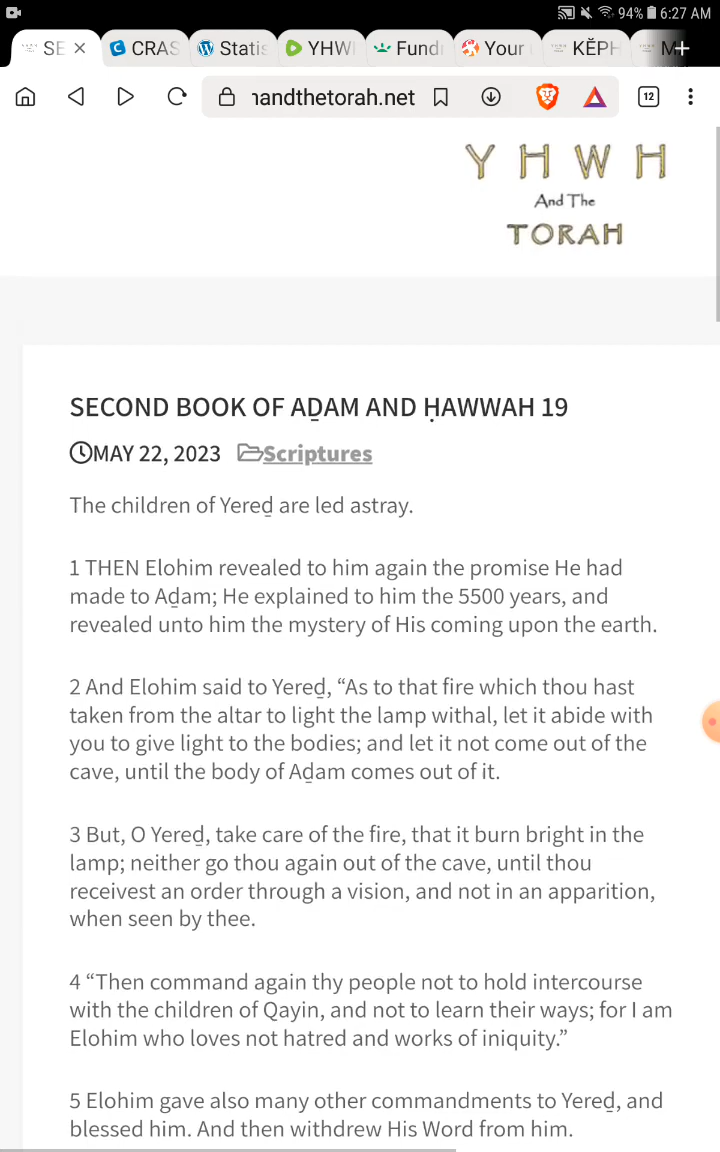 94% 6:27 AM
SE CRAS Statis YHW Fund Your KĔPH M
handthetorah.net 12
Y H W H
And The
TORAH
SECOND BOOK OF AḎAM AND ḤAWWAH 19
MAY 22, 2023 Scriptures
The children of Yereḏ are led astray.
1 THEN Elohim revealed to him again the promise He had
made to Aḏam; He explained to him the 5500 years, and
revealed unto him the mystery of His coming upon the earth.
2 And Elohim said to Yereḏ, “As to that fire which thou hast
taken from the altar to light the lamp withal, let it abide with
you to give light to the bodies; and let it not come out of the
cave, until the body of Aḏam comes out of it.
3 But, O Yereḏ, take care of the fire, that it burn bright in the
lamp; neither go thou again out of the cave, until thou
receivest an order through a vision, and not in an apparition,
when seen by thee.
4 “Then command again thy people not to hold intercourse
with the children of Qayin, and not to learn their ways; for I am
Elohim who loves not hatred and works of iniquity.”
5 Elohim gave also many other commandments to Yereḏ, and
blessed him. And then withdrew His Word from him.